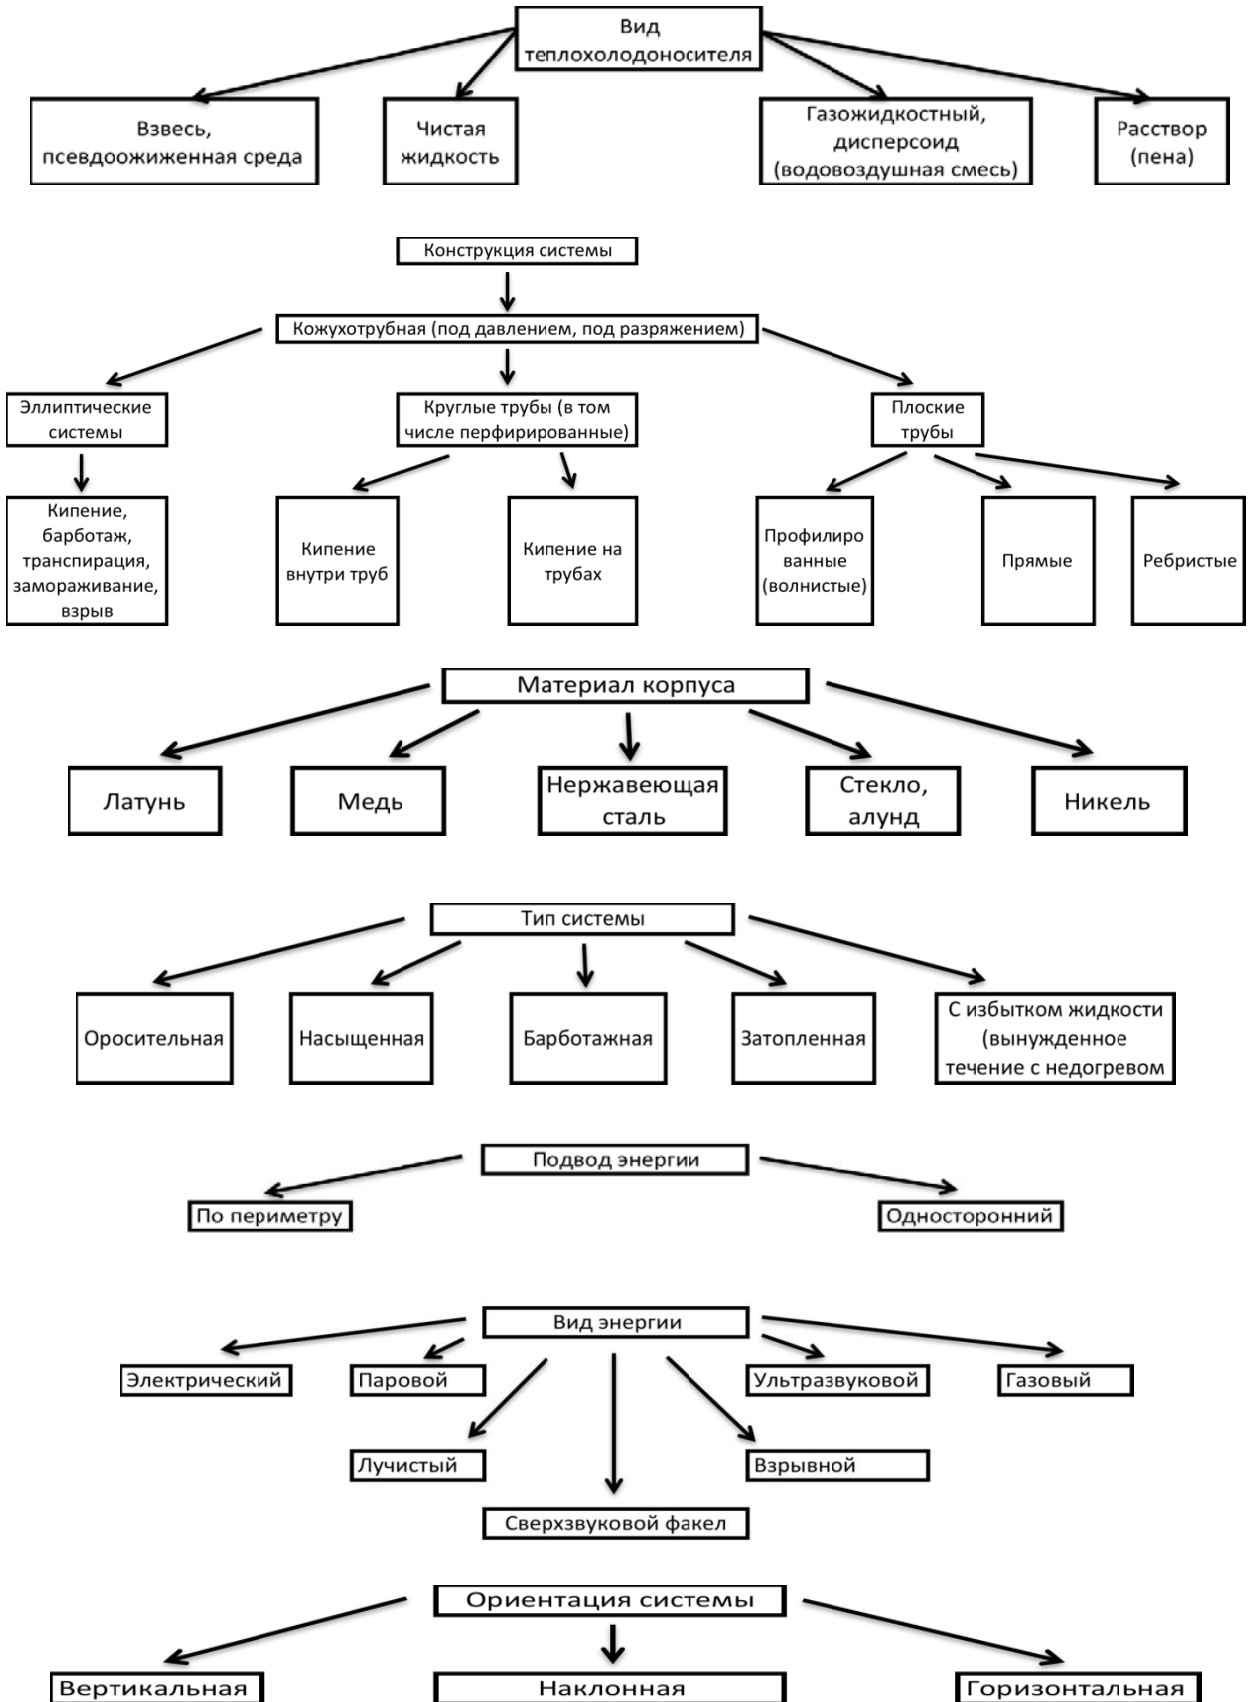 Вид
теплохолодоносителя
Взвесь,
псевдоожиженная среда
Чистая
жидкость
Газожидкостный,
дисперсоид
(водовоздушная смесь)
Расствор
(пена)
Конструкция системы
Кожухотрубная (под давлением, под разряжением)
Эллиптические
системы
Круглые трубы (в том
числе перфирированные)
Плоские
трубы
Кипение,
барботаж,
транспирация,
замораживание,
взрыв
Кипение
внутри труб
Кипение на
трубах
Профилиро
ванные
(волнистые)
Прямые
Ребристые
Материал корпуса
Латунь
Медь
Нержавеющая
сталь
Стекло,
алунд
Никель
Тип системы
Оросительная
Насыщенная
Барботажная
Затопленная
С избытком жидкости
(вынужденное
течение с недогревом
Подвод энергии
По периметру
Односторонний
Вид энергии
Электрический
Паровой
Ультразвуковой
Газовый
Лучистый
Взрывной
Сверхзвуковой факел
Ориентация системы
Вертикальная
Наклонная
Горизонтальная